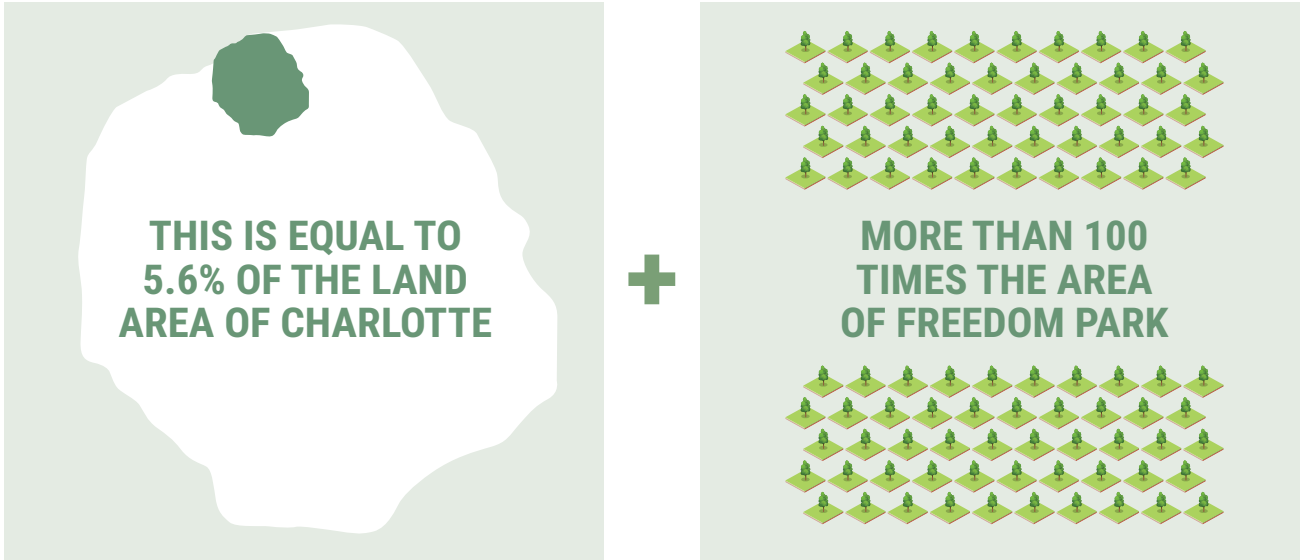 THIS IS EQUAL TO
5.6% OF THE LAND
AREA OF CHARLOTTE
MORE THAN 100
TIMES THE AREA
OF FREEDOM PARK